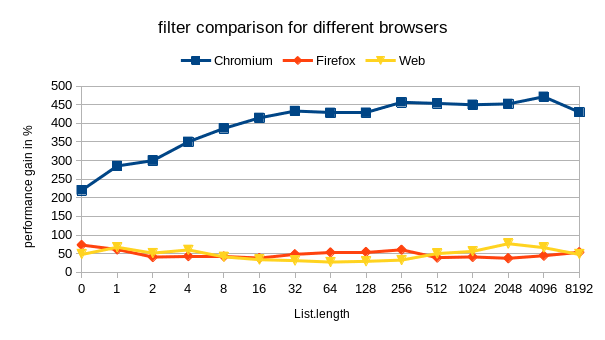 filter comparison for different browsers
Chromium Firefox Web
performance gain in %
500
450
400
350
300
250
200
150
100
50
0
0 1 2 4 8 16 32 64 128 256 512 1024 2048 4096 8192
List.length